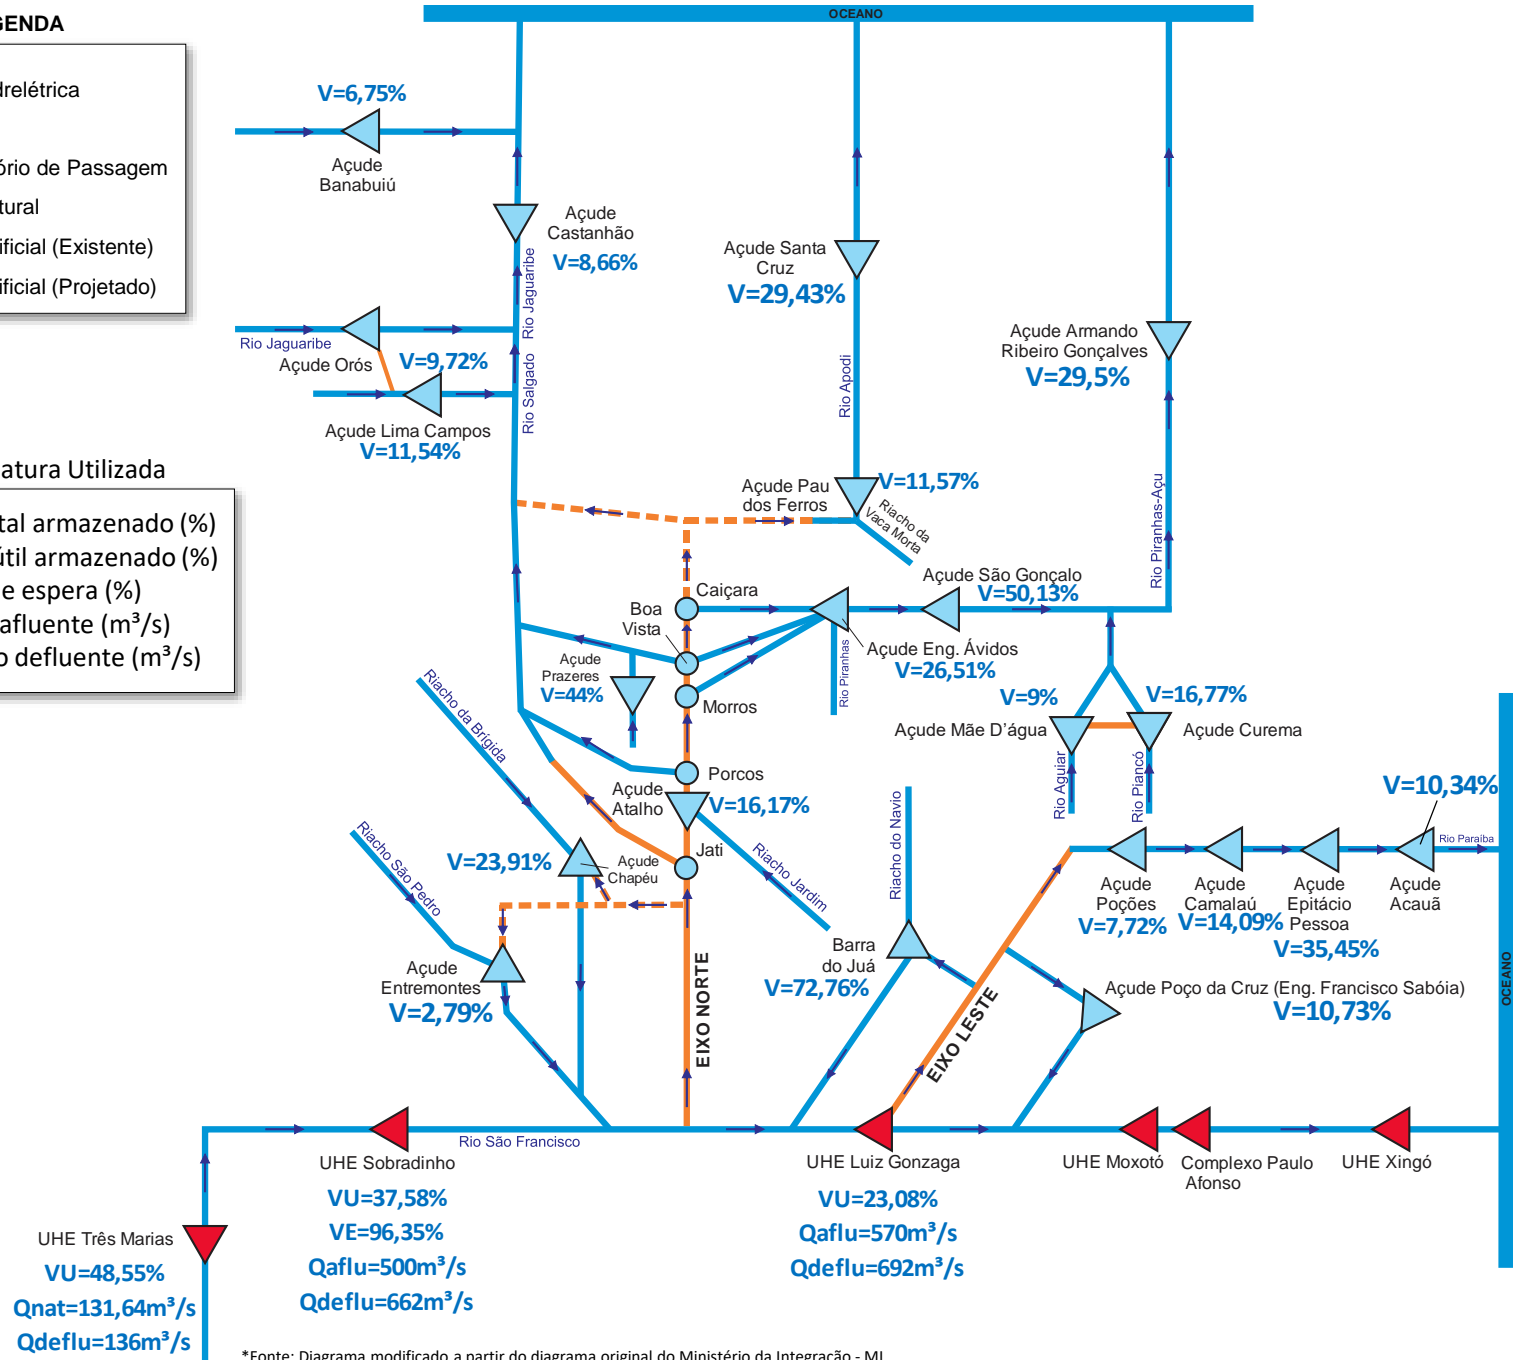 GENDA
drelétrica
ório de Passagem
tural
ificial (Existente)
ificial (Projetado)
atura Utilizada
tal armazenado (%)
útil armazenado (%)
e espera (%)
afluente (m³/s)
o defluente (m³/s)
OCEANO
V=6,75%
Açude
Banabuiú
Açude
Castanhão
V=8,66%
Rio Jaguaribe
Rio Jaguaribe
Açude Orós
V=9,72%
Rio Salgado
Açude Lima Campos
V=11,54%
Açude Santa
Cruz
V=29,43%
Rio Apodi
Açude Armando
Ribeiro Gonçalves
V=29,5%
Rio Piranhas-Açu
Açude Pau
dos Ferros
V=11,57%
Riacho da
Vaca Morta
Caiçara
Boa
Vista
Açude São Gonçalo
V=50,13%
Açude Eng. Ávidos
V=26,51%
Rio Piranhas
Açude
Prazeres
V=44%
Morros
Porcos
Açude
Atalho
V=16,17%
Jati
Riacho Jardim
Riacho da Brígida
Riacho São Pedro
V=23,91%
Açude
Chapéu
Açude
Entremontes
V=2,79%
EIXO NORTE
V=9%
Açude Mãe D'água
V=16,77%
Açude Curema
Rio Aguiar
Rio Piancó
V=10,34%
Rio Paraíba
Açude
Poções
V=7,72%
Açude
Camalaú
V=14,09%
Açude
Epitácio
Pessoa
V=35,45%
Açude
Acauã
Riacho do Navio
Barra
do Juá
V=72,76%
EIXO LESTE
Açude Poço da Cruz (Eng. Francisco Sabóia)
V=10,73%
OCEANO
Rio São Francisco
UHE Sobradinho
VU=37,58%
VE=96,35%
Qaflu=500m³/s
Qdeflu=662m³/s
UHE Luiz Gonzaga
VU=23,08%
Qaflu=570m³/s
Qdeflu=692m³/s
UHE Moxotó
Complexo Paulo
Afonso
UHE Xingó
UHE Três Marias
VU=48,55%
Qnat=131,64m³/s
Qdeflu=136m³/s
*Fonte: Diagrama modificado a partir do diagrama original do Ministério da Integração - MI